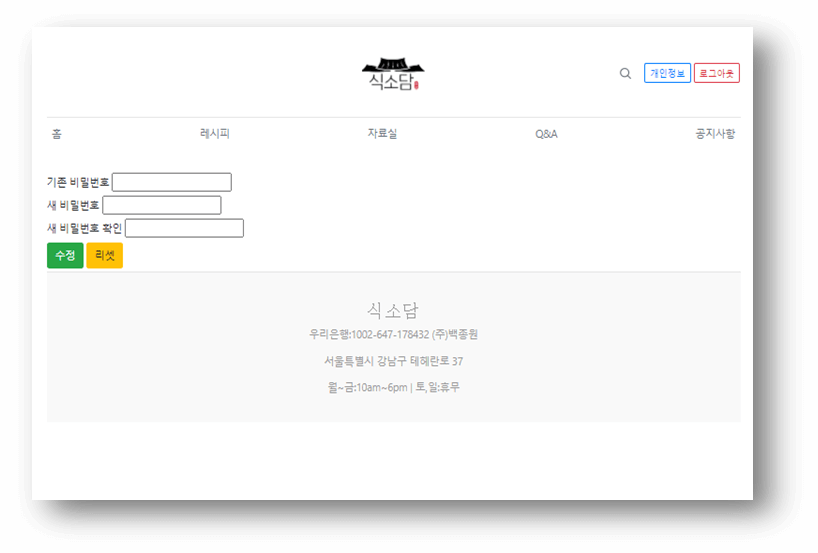 식소담
개인정보 로그아웃
홈 레시피 자료실 Q&A 공지사항
기존 비밀번호
새 비밀번호
새 비밀번호 확인
수정 리셋
식소담
우리은행:1002-647-178432 (주)백종원
서울특별시 강남구 테헤란로 37
월~금:10am~6pm | 토,일:휴무